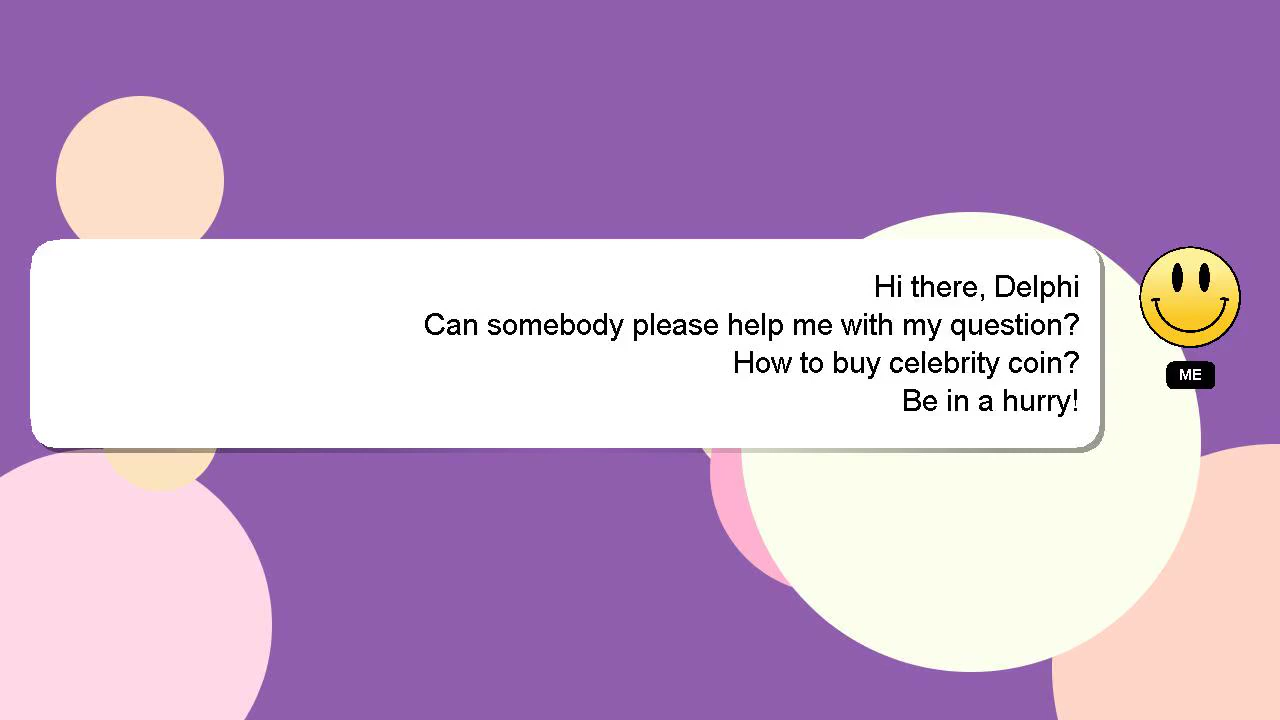 Hi there, Delphi
Can somebody please help me with my question?
How to buy celebrity coin?
Be in a hurry!
ME